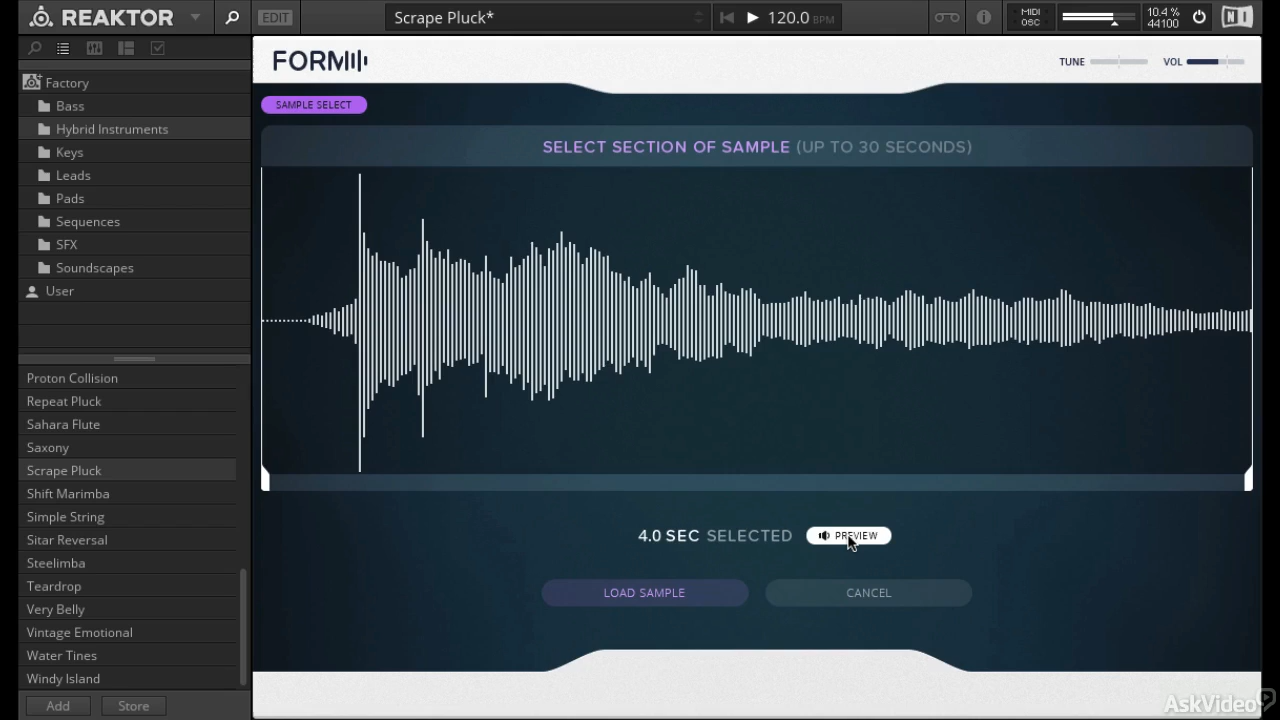 REAKTOR
EDIT
Scrape Pluck*
120.0 BPM
MIDI
OSC
10.4 %
44100
NI
FORM
TUNE
VOL
Factory
Bass
Hybrid Instruments
Keys
Leads
Pads
Sequences
SFX
Soundscapes
User
SAMPLE SELECT
SELECT SECTION OF SAMPLE (UP TO 30 SECONDS)
Proton Collision
Repeat Pluck
Sahara Flute
Saxony
Scrape Pluck
Shift Marimba
Simple String
Sitar Reversal
Steelimba
Teardrop
Very Belly
Vintage Emotional
Water Tines
Windy Island
4.0 SEC SELECTED
PREVIEW
LOAD SAMPLE
CANCEL
Add
Store
AskVideo